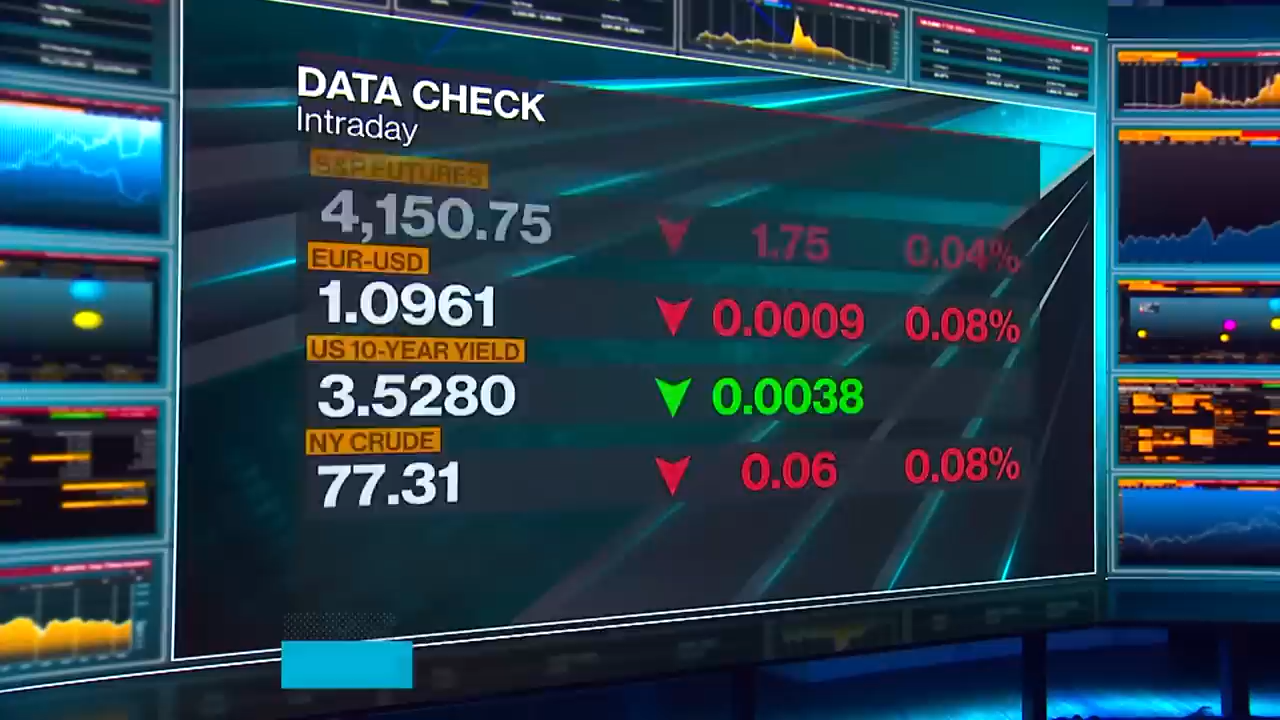 DATA CHECK
Intraday
S&P FUTURES
4,150.75 1.75 0.04%
EUR-USD
1.0961 0.0009 0.08%
US 10-YEAR YIELD
3.5280 0.0038
NY CRUDE
77.31 0.06 0.08%